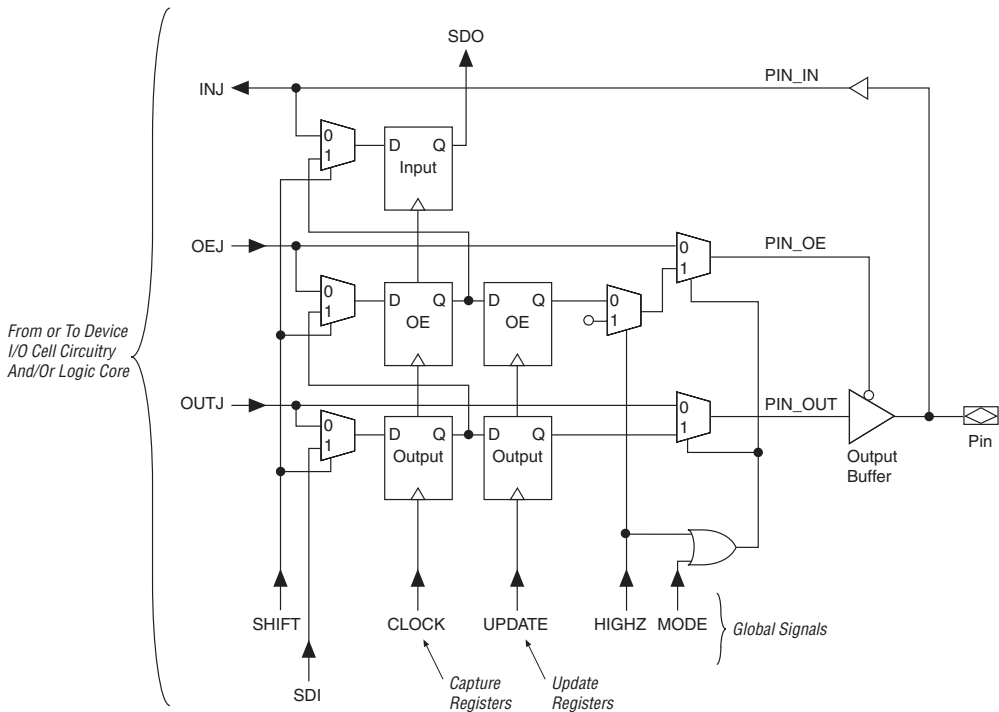 SDO
INJ
PIN_IN
0
1
D Q
Input
OEJ
0
1
PIN_OE
0
1
D Q
OE
D Q
OE
0
1
From or To Device
I/O Cell Circuitry
And/Or Logic Core
OUTJ
0
1
PIN_OUT
0
1
D Q
Output
D Q
Output
Pin
Output
Buffer
SHIFT
CLOCK
UPDATE
HIGHZ
MODE
Global Signals
SDI
Capture
Registers
Update
Registers